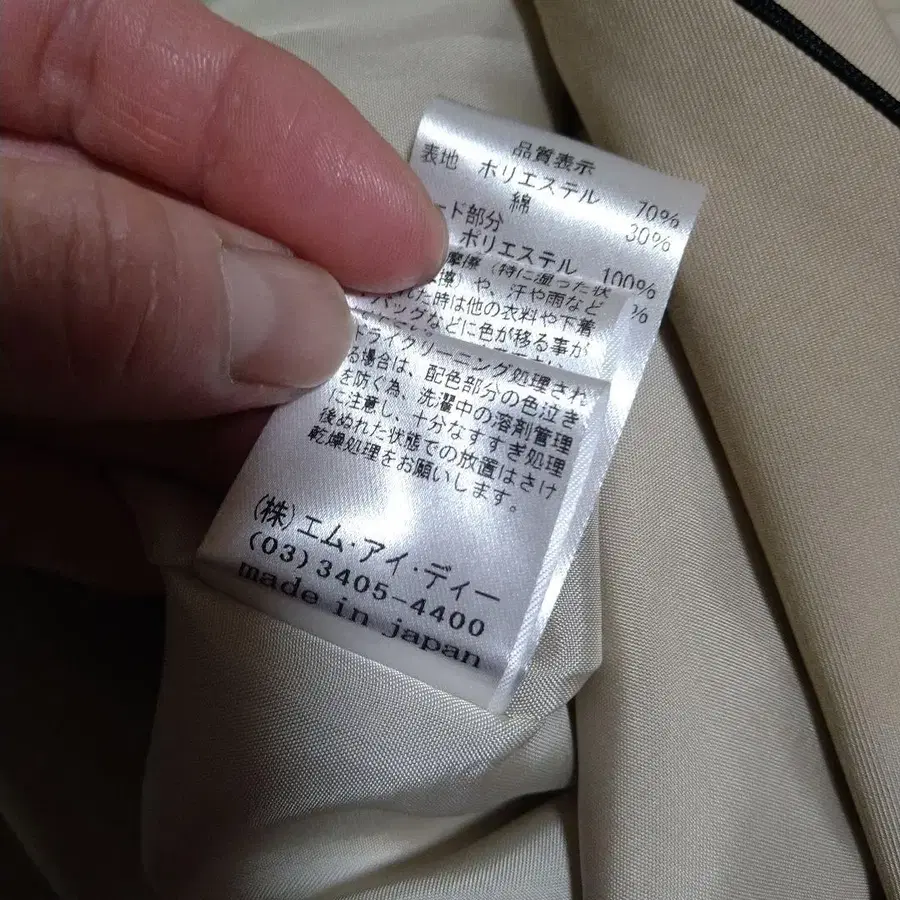 品質表示
表地 ポリエステル 70%
綿 30%
ード部分
ポリエステル 100%
%
摩擦（特に湿った状
擦）や、汗や雨など
れた時は他の衣料や下着
バッグなどに色が移る事が
ドライクリーニング処理され
る場合は、配色部分の色泣き
を防ぐ為、洗濯中の溶剤管理
に注意し、十分なすすぎ処理
後ぬれた状態での放置はさけ
乾燥処理をお願いします。
(株)エム・アイ・ディー
(03)3405-4400
made in japan